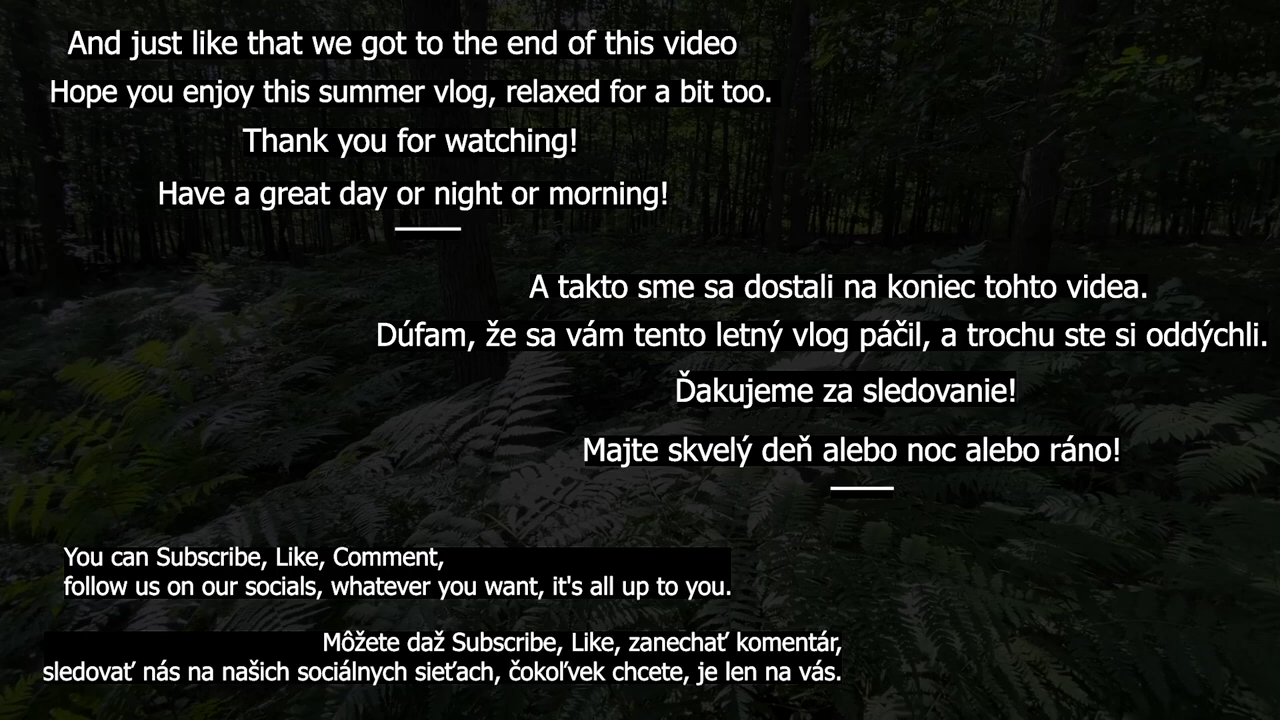 And just like that we got to the end of this video
Hope you enjoy this summer vlog, relaxed for a bit too.
Thank you for watching!
Have a great day or night or morning!
A takto sme sa dostali na koniec tohto videa.
Dúfam, že sa vám tento letný vlog páčil, a trochu ste si oddýchli.
Ďakujeme za sledovanie!
Majte skvelý deň alebo noc alebo ráno!
You can Subscribe, Like, Comment,
follow us on our socials, whatever you want, it's all up to you.
Môžete daž Subscribe, Like, zanechať komentár,
sledovať nás na našich sociálnych sieťach, čokoľvek chcete, je len na vás.